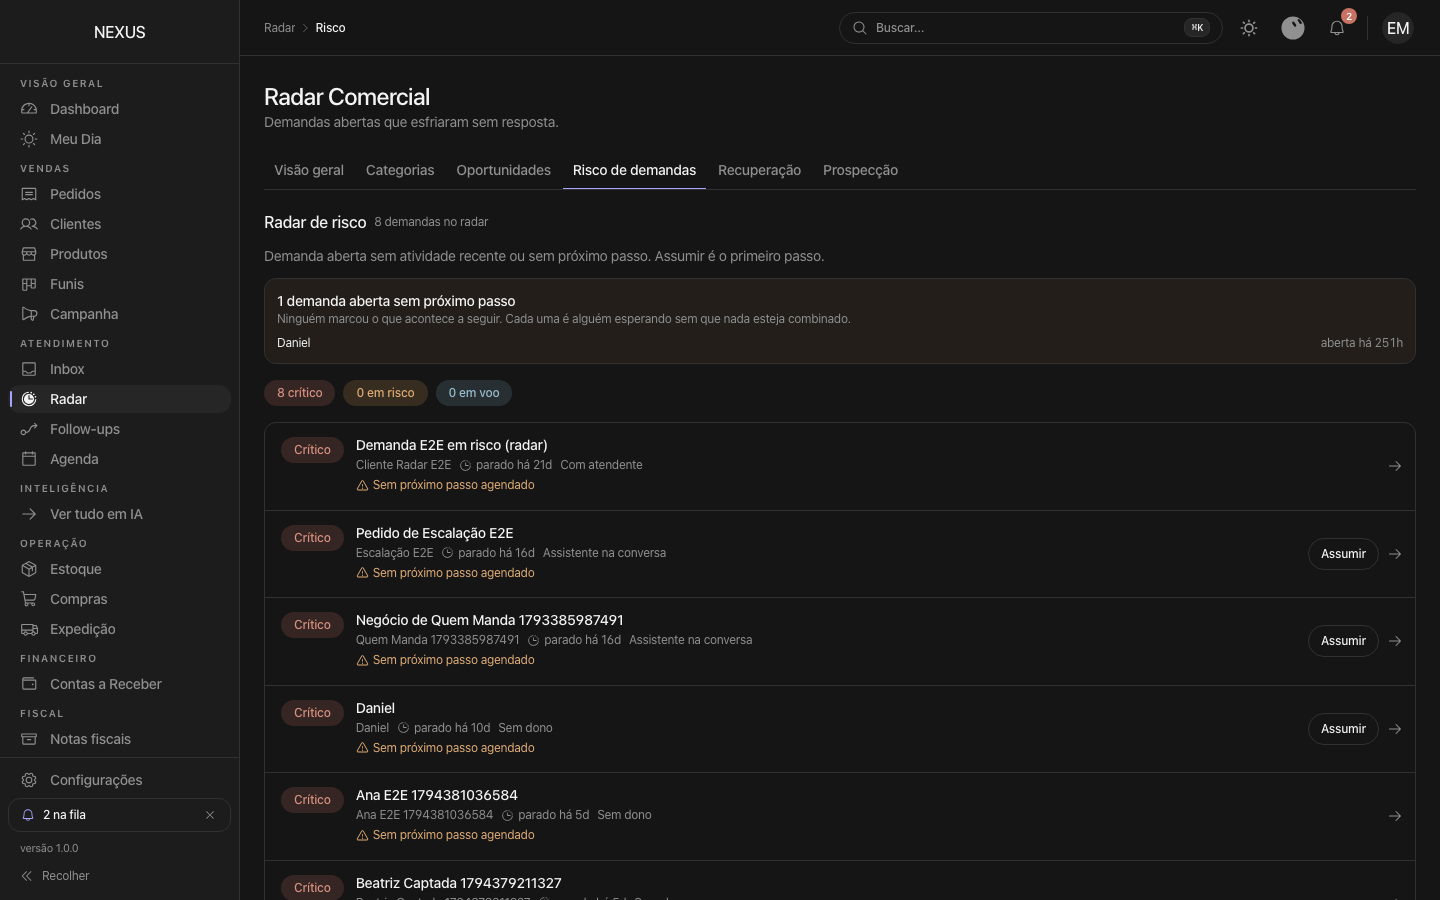 NEXUS
Radar > Risco
Buscar...
⌘K
2
EM
VISÃO GERAL
Dashboard
Meu Dia
VENDAS
Pedidos
Clientes
Produtos
Funis
Campanha
ATENDIMENTO
Inbox
Radar
Follow-ups
Agenda
INTELIGÊNCIA
Ver tudo em IA
OPERAÇÃO
Estoque
Compras
Expedição
FINANCEIRO
Contas a Receber
FISCAL
Notas fiscais
Configurações
2 na fila
versão 1.0.0
Recolher
Radar Comercial
Demandas abertas que esfriaram sem resposta.
Visão geral Categorias Oportunidades Risco de demandas Recuperação Prospecção
Radar de risco 8 demandas no radar
Demanda aberta sem atividade recente ou sem próximo passo. Assumir é o primeiro passo.
1 demanda aberta sem próximo passo
Ninguém marcou o que acontece a seguir. Cada uma é alguém esperando sem que nada esteja combinado.
Daniel aberta há 251h
8 crítico 0 em risco 0 em voo
Crítico Demanda E2E em risco (radar)
Cliente Radar E2E parado há 21d Com atendente
Sem próximo passo agendado
Crítico Pedido de Escalação E2E
Escalação E2E parado há 16d Assistente na conversa
Assumir
Sem próximo passo agendado
Crítico Negócio de Quem Manda 1793385987491
Quem Manda 1793385987491 parado há 16d Assistente na conversa
Assumir
Sem próximo passo agendado
Crítico Daniel
Daniel parado há 10d Sem dono
Assumir
Sem próximo passo agendado
Crítico Ana E2E 1794381036584
Ana E2E 1794381036584 parado há 5d Sem dono
Sem próximo passo agendado
Crítico Beatriz Captada 1794379211327